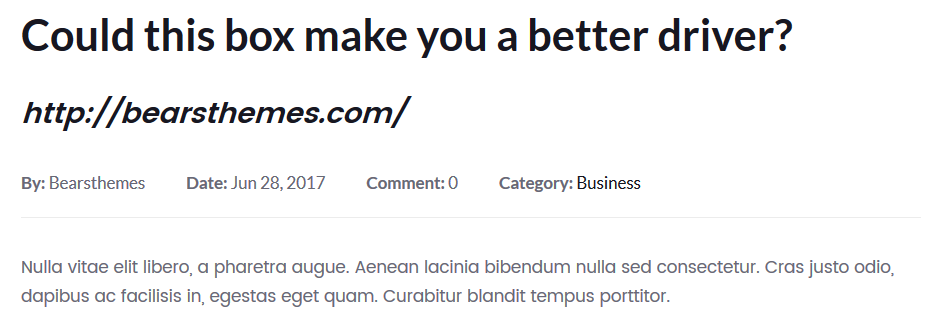 Could this box make you a better driver?
http://bearsthemes.com/
By: Bearsthemes Date: Jun 28, 2017 Comment: 0 Category: Business
Nulla vitae elit libero, a pharetra augue. Aenean lacinia bibendum nulla sed consectetur. Cras justo odio,
dapibus ac facilisis in, egestas eget quam. Curabitur blandit tempus porttitor.